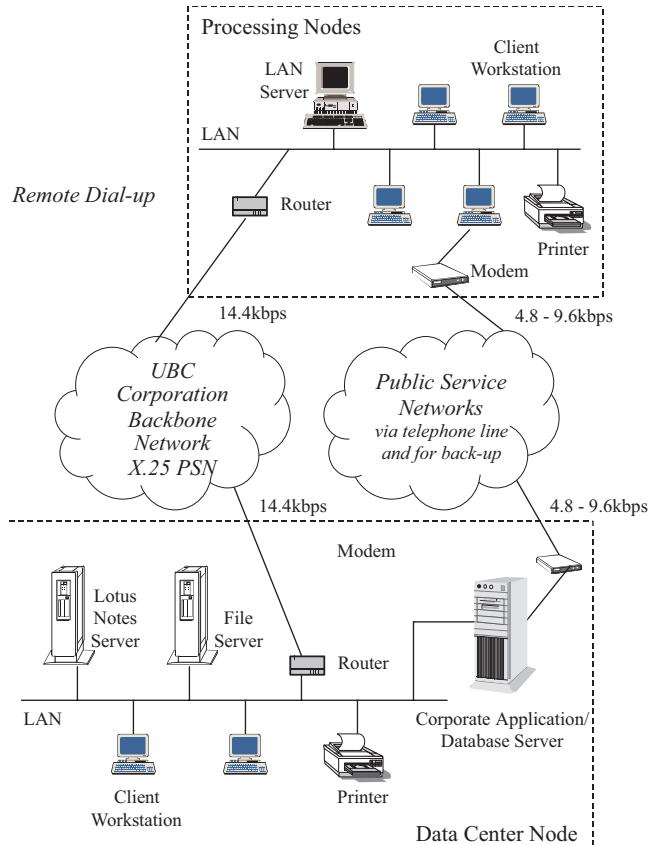 Processing Nodes
LAN
Server
Client
Workstation
LAN
Remote Dial-up
Router
Printer
Modem
14.4kbps
4.8 - 9.6kbps
UBC
Corporation
Backbone
Network
X.25 PSN
Public Service
Networks
via telephone line
and for back-up
14.4kbps
4.8 - 9.6kbps
Modem
Lotus
Notes
Server
File
Server
Router
LAN
Corporate Application/
Database Server
Client
Workstation
Printer
Data Center Node